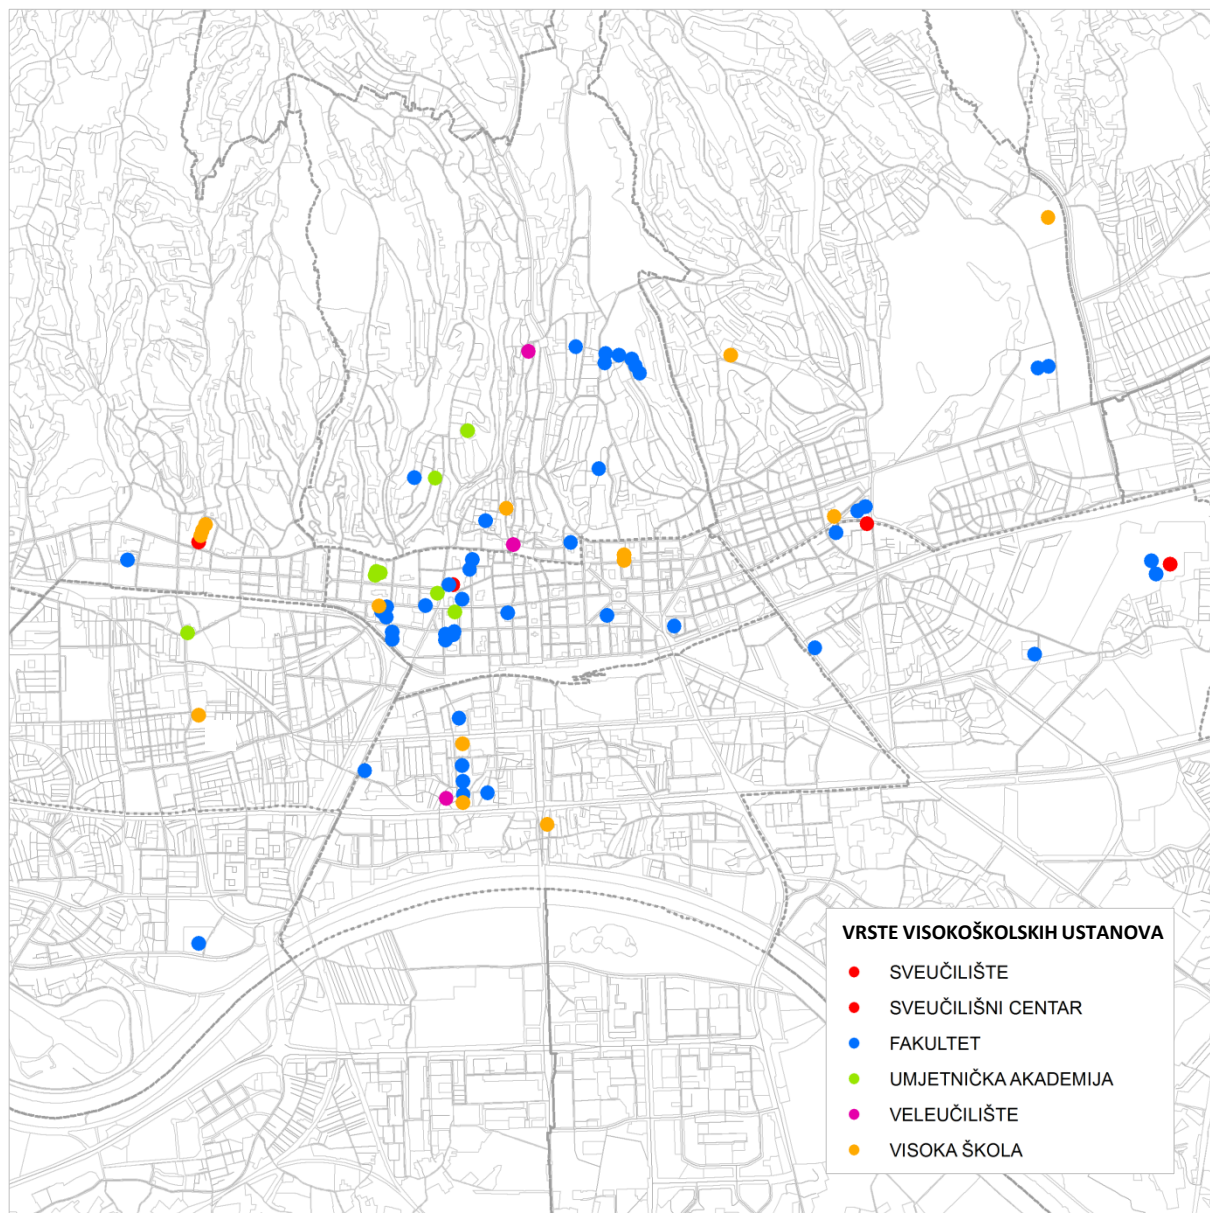 VRSTE VISOKOŠKOLSKIH USTANOVA
SVEUČILIŠTE
SVEUČILIŠNI CENTAR
FAKULTET
UMJETNIČKA AKADEMIJA
VELEUČILIŠTE
VISOKA ŠKOLA